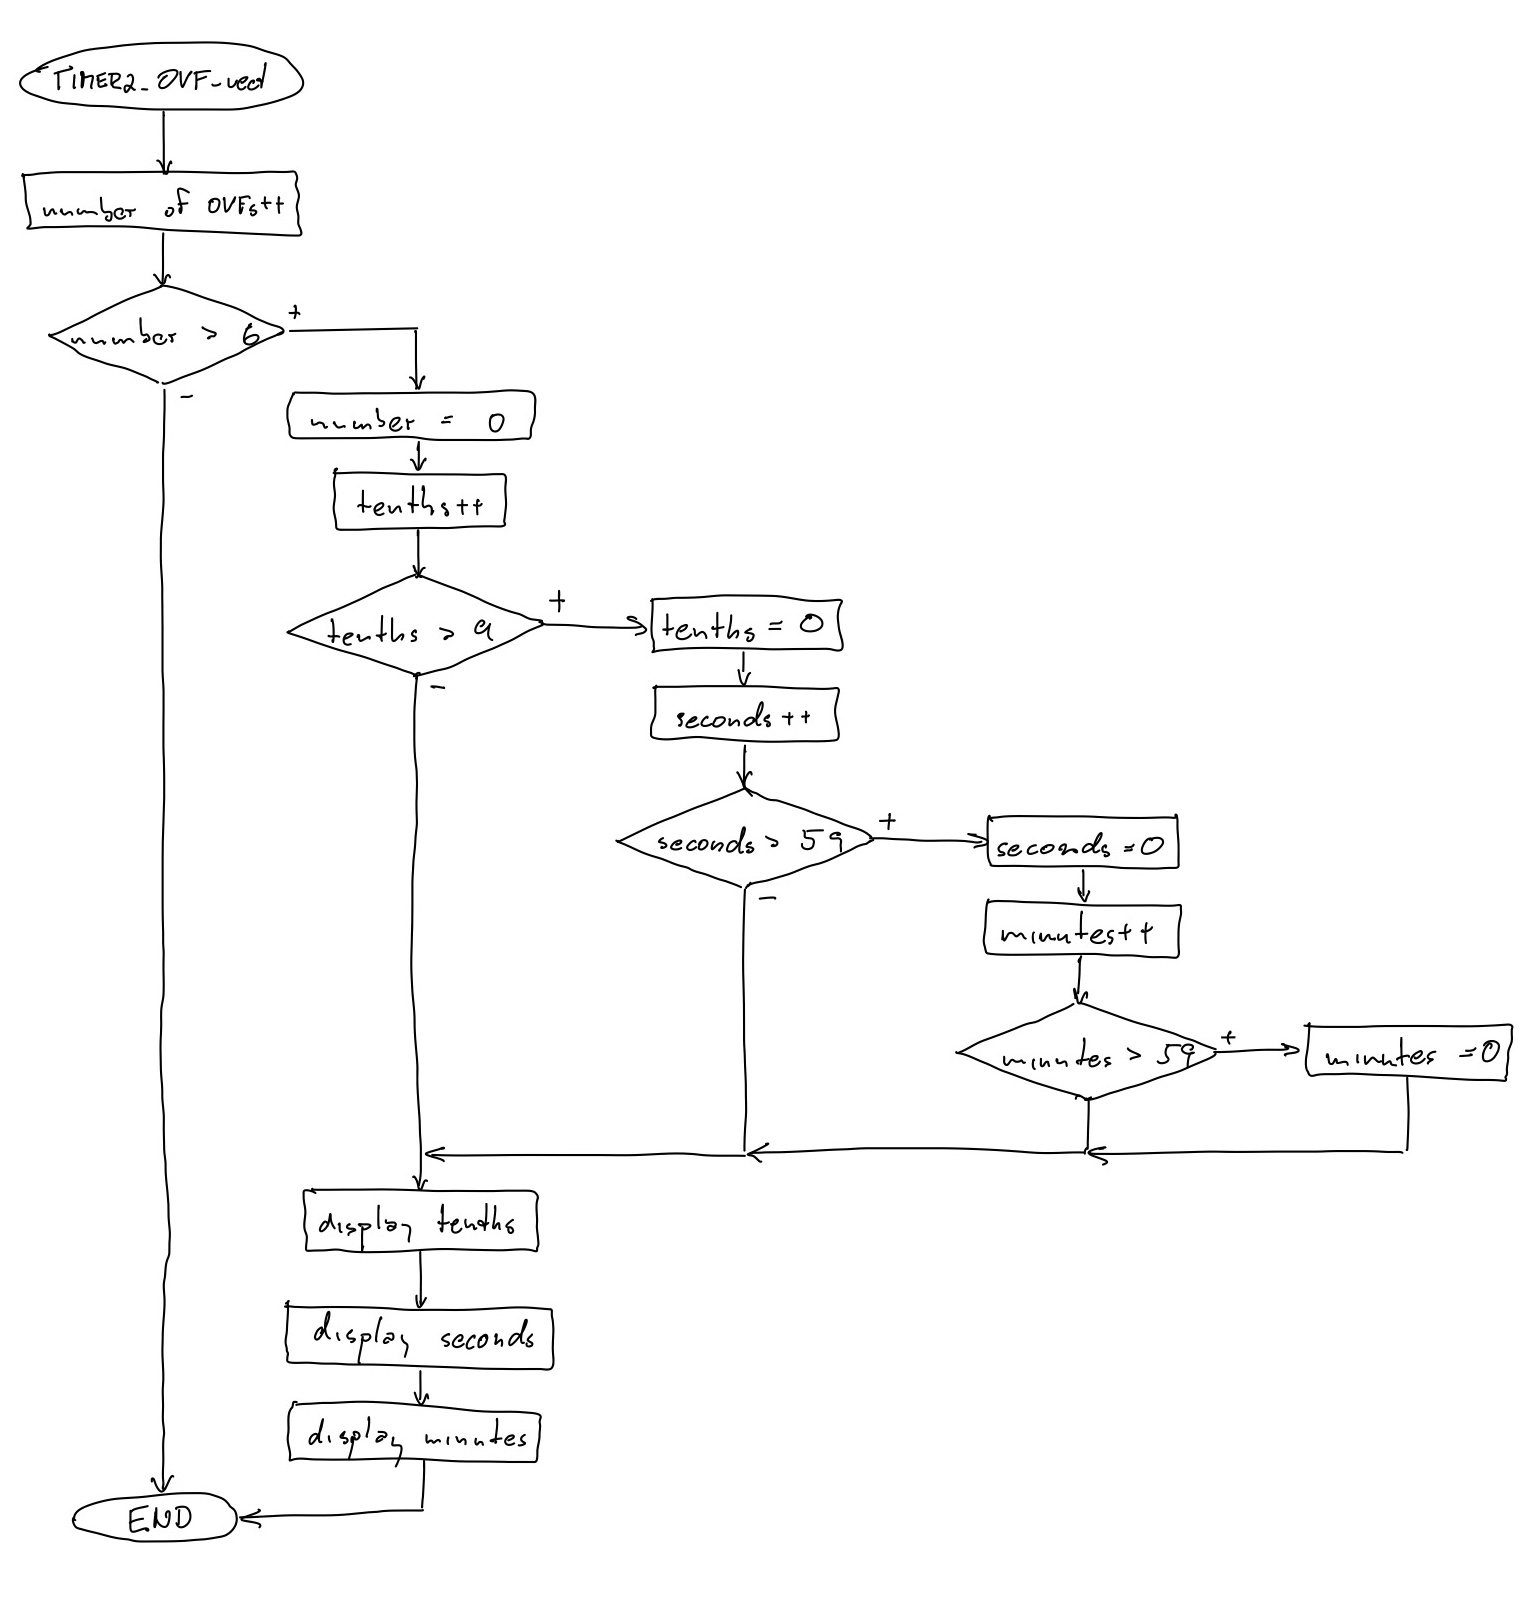 TIMER2_OVF_vect
number of OVFs++
number > 6
+
-
number = 0
tenths++
tenths > 9
+
-
tenths = 0
seconds++
seconds > 59
+
-
seconds = 0
minutes++
minutes > 59
+
minutes = 0
display tenths
display seconds
display minutes
END